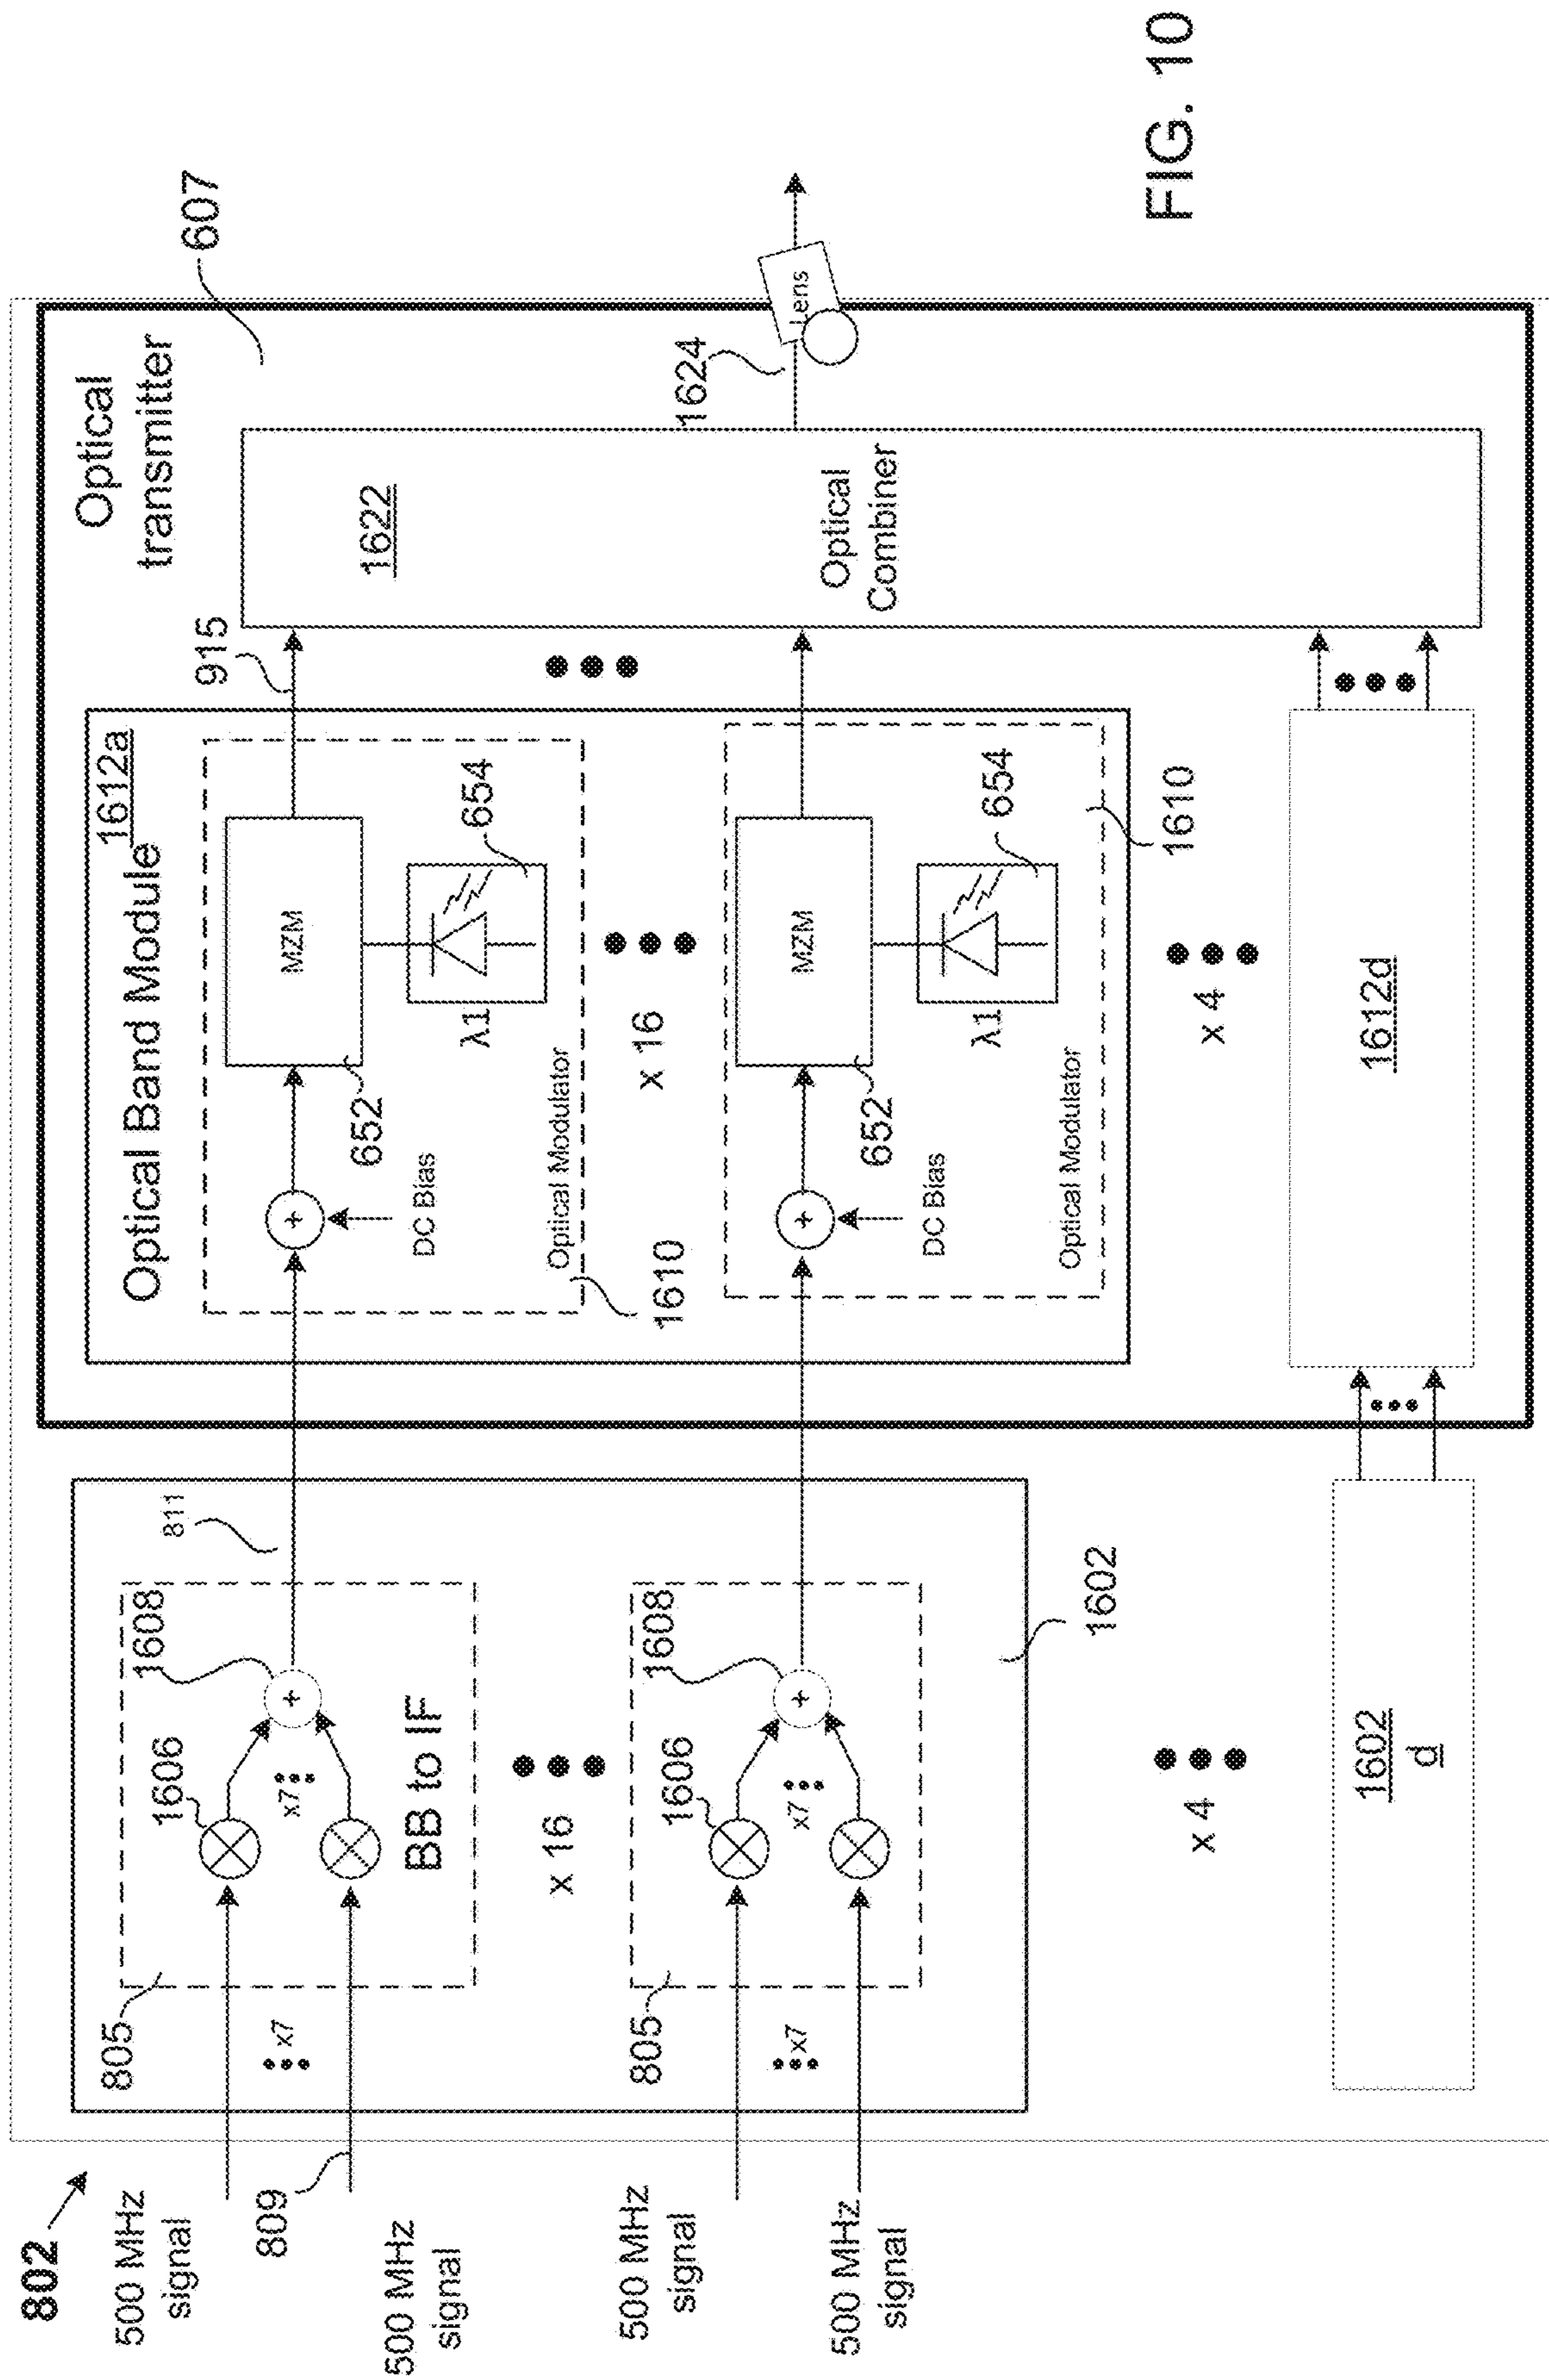 802
500 MHz
signal
809
500 MHz
signal
500 MHz
signal
500 MHz
signal
805
x7
1606
1608
x7
BB to IF
811
x 16
805
x7
1606
1608
x7
1602
x 4
1602
d
Optical
transmitter
607
Optical Band Module
1612a
+
DC Bias
652
MZM
654
λ1
Optical Modulator
1610
915
x 16
+
DC Bias
652
MZM
654
λ1
Optical Modulator
1610
x 4
1612d
1622
Optical
Combiner
1624
Lens
FIG. 10